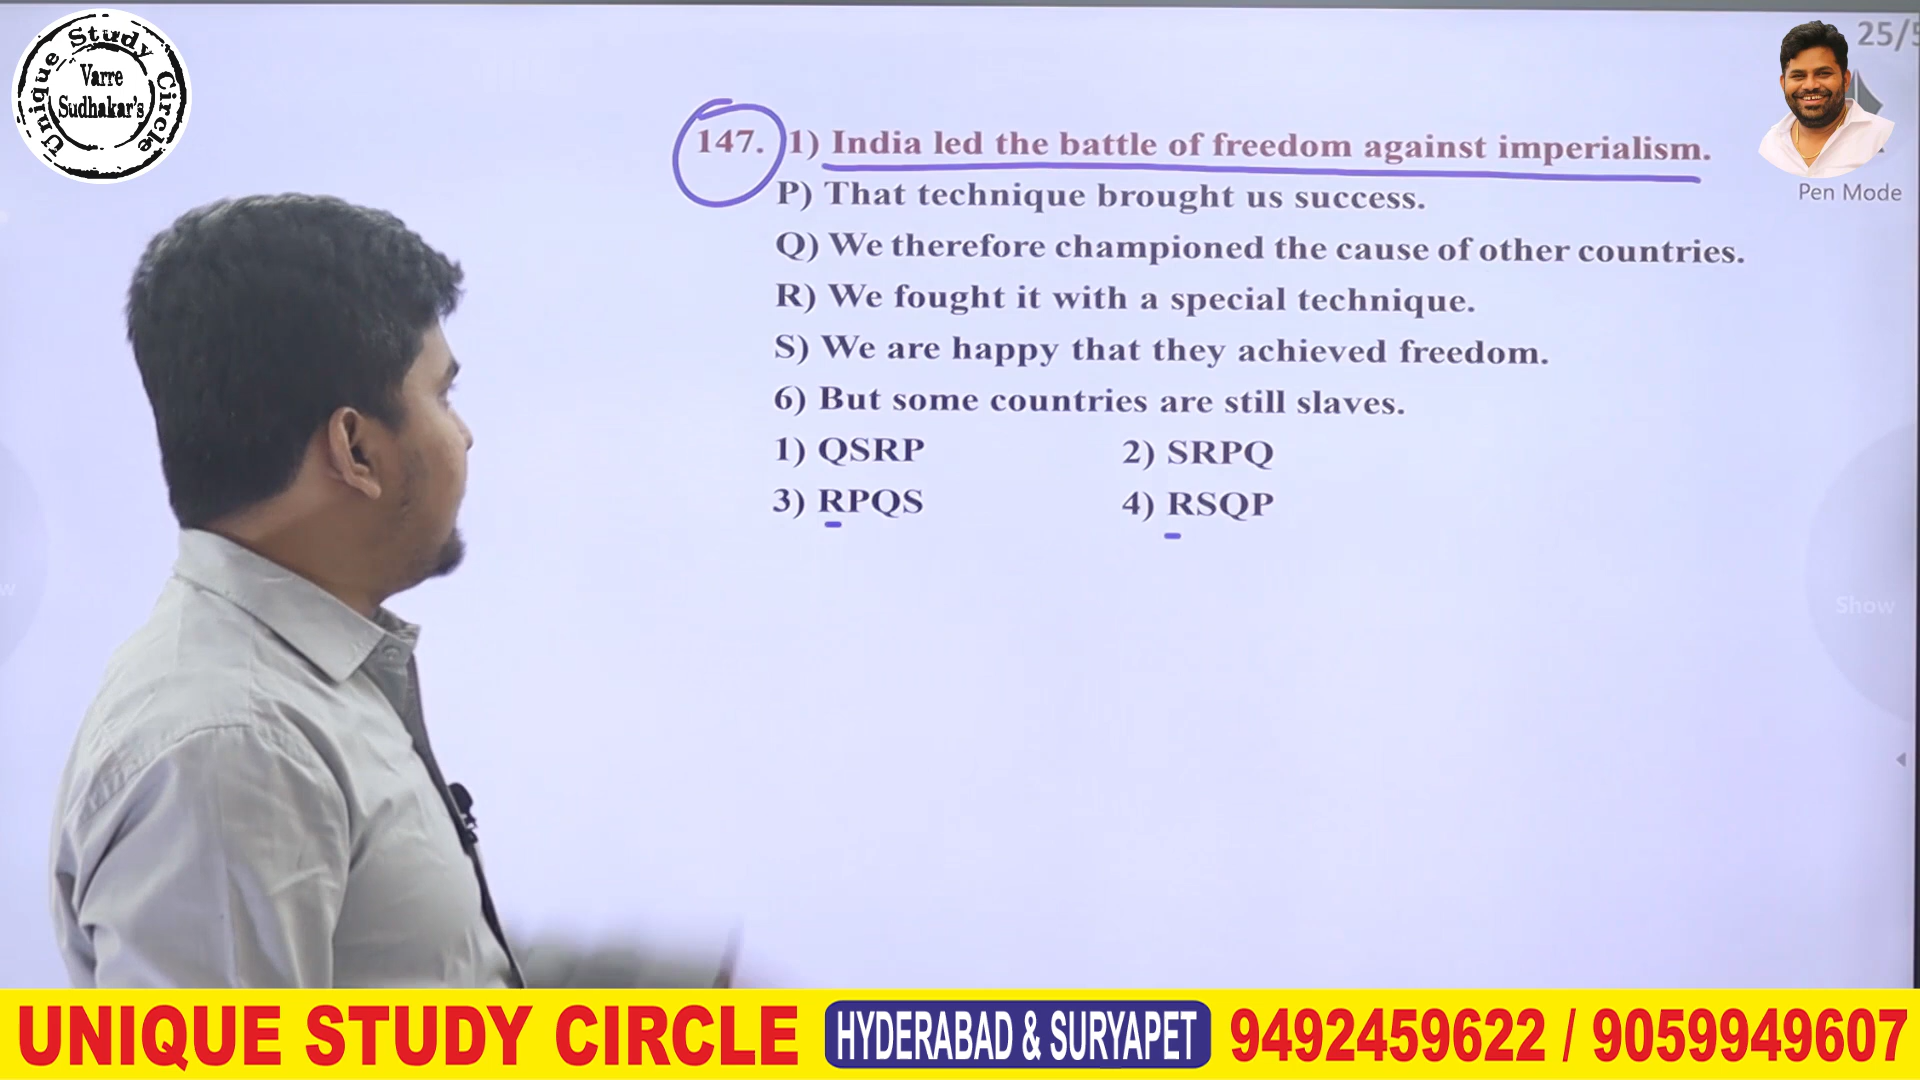 Unique Study Circle
Varre
Sudhakar's
25/5
Pen Mode
147. 1) India led the battle of freedom against imperialism.
P) That technique brought us success.
Q) We therefore championed the cause of other countries.
R) We fought it with a special technique.
S) We are happy that they achieved freedom.
6) But some countries are still slaves.
1) QSRP 2) SRPQ
3) RPQS 4) RSQP
Show
UNIQUE STUDY CIRCLE HYDERABAD & SURYAPET 9492459622 / 9059949607